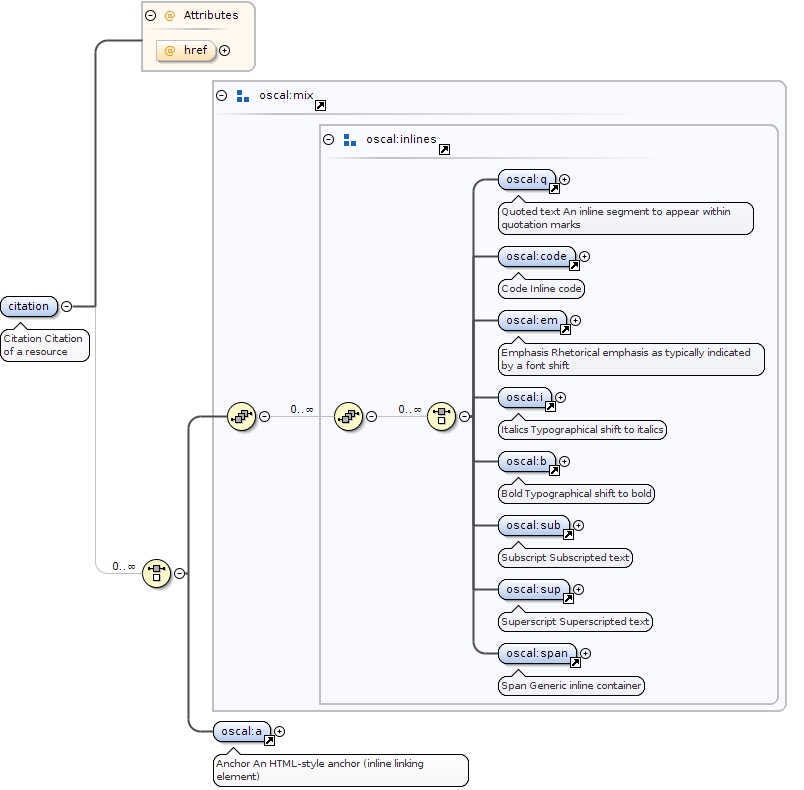 Attributes
@ href
oscal:mix
oscal:inlines
oscal:q
Quoted text An inline segment to appear within
quotation marks
oscal:code
Code Inline code
citation
Citation Citation
of a resource
oscal:em
Emphasis Rhetorical emphasis as typically indicated
by a font shift
oscal:i
0..∞
0..∞
Italics Typographical shift to italics
oscal:b
Bold Typographical shift to bold
oscal:sub
Subscript Subscripted text
0..∞
oscal:sup
Superscript Superscripted text
oscal:span
Span Generic inline container
oscal:a
Anchor An HTML-style anchor (inline linking
element)